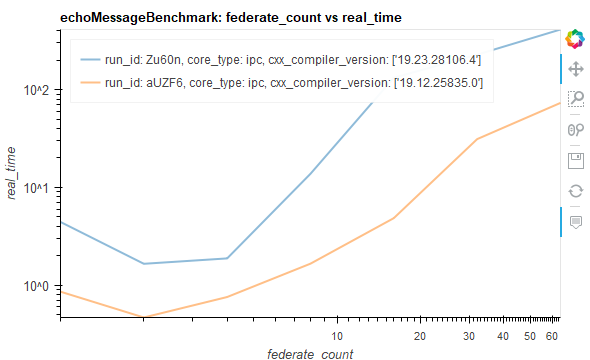 echoMessageBenchmark: federate_count vs real_time
run_id: Zu60n, core_type: ipc, cxx_compiler_version: ['19.23.28106.4']
run_id: aUZF6, core_type: ipc, cxx_compiler_version: ['19.12.25835.0']
10^2
10^1
10^0
real_time
10 20 30 40 50 60
federate_count